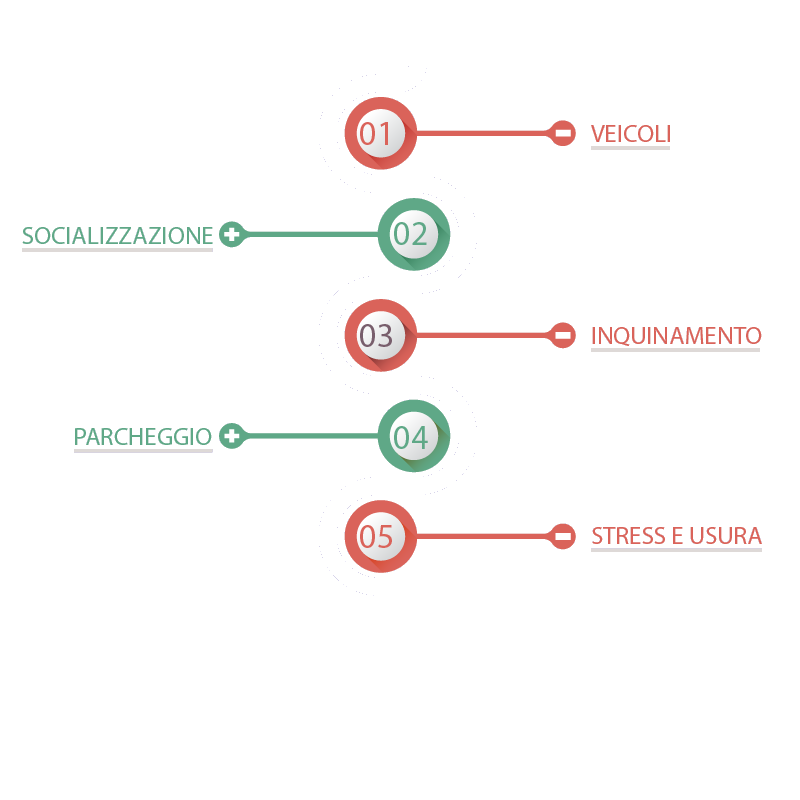 01 VEICOLI
SOCIALIZZAZIONE 02
03 INQUINAMENTO
PARCHEGGIO 04
05 STRESS E USURA